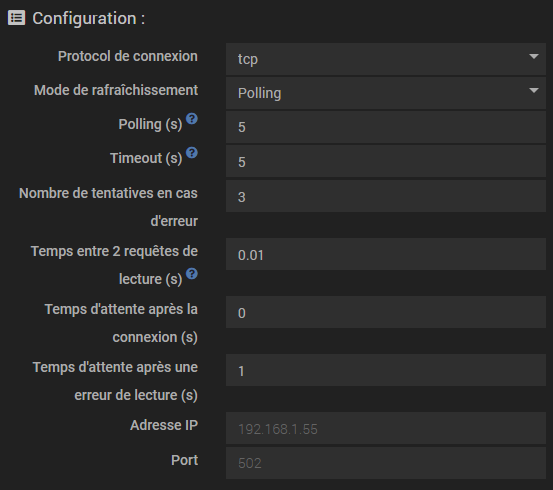 Configuration :
Protocol de connexion
tcp
Mode de rafraîchissement
Polling
Polling (s) ?
5
Timeout (s) ?
5
Nombre de tentatives en cas
d'erreur
3
Temps entre 2 requêtes de
lecture (s) ?
0.01
Temps d'attente après la
connexion (s)
0
Temps d'attente après une
erreur de lecture (s)
1
Adresse IP
192.168.1.55
Port
502